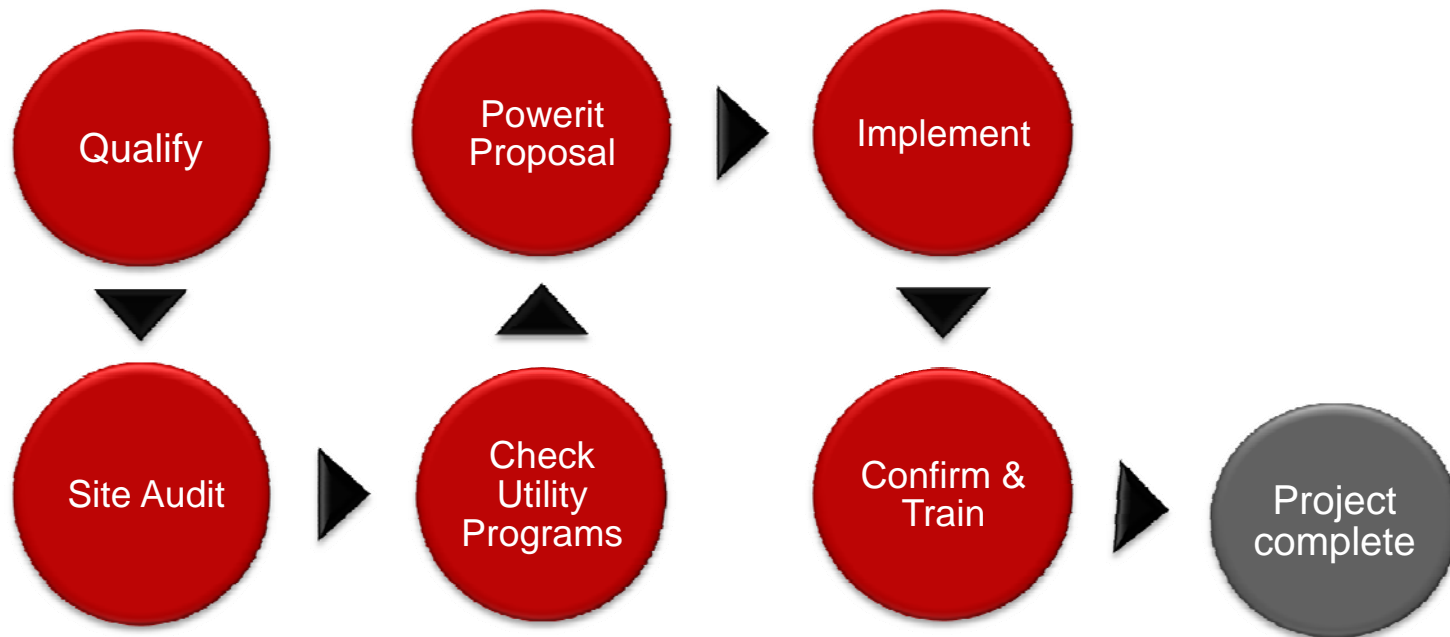 Qualify
Site Audit
Check
Utility
Programs
Powerit
Proposal
Implement
Confirm &
Train
Project
complete